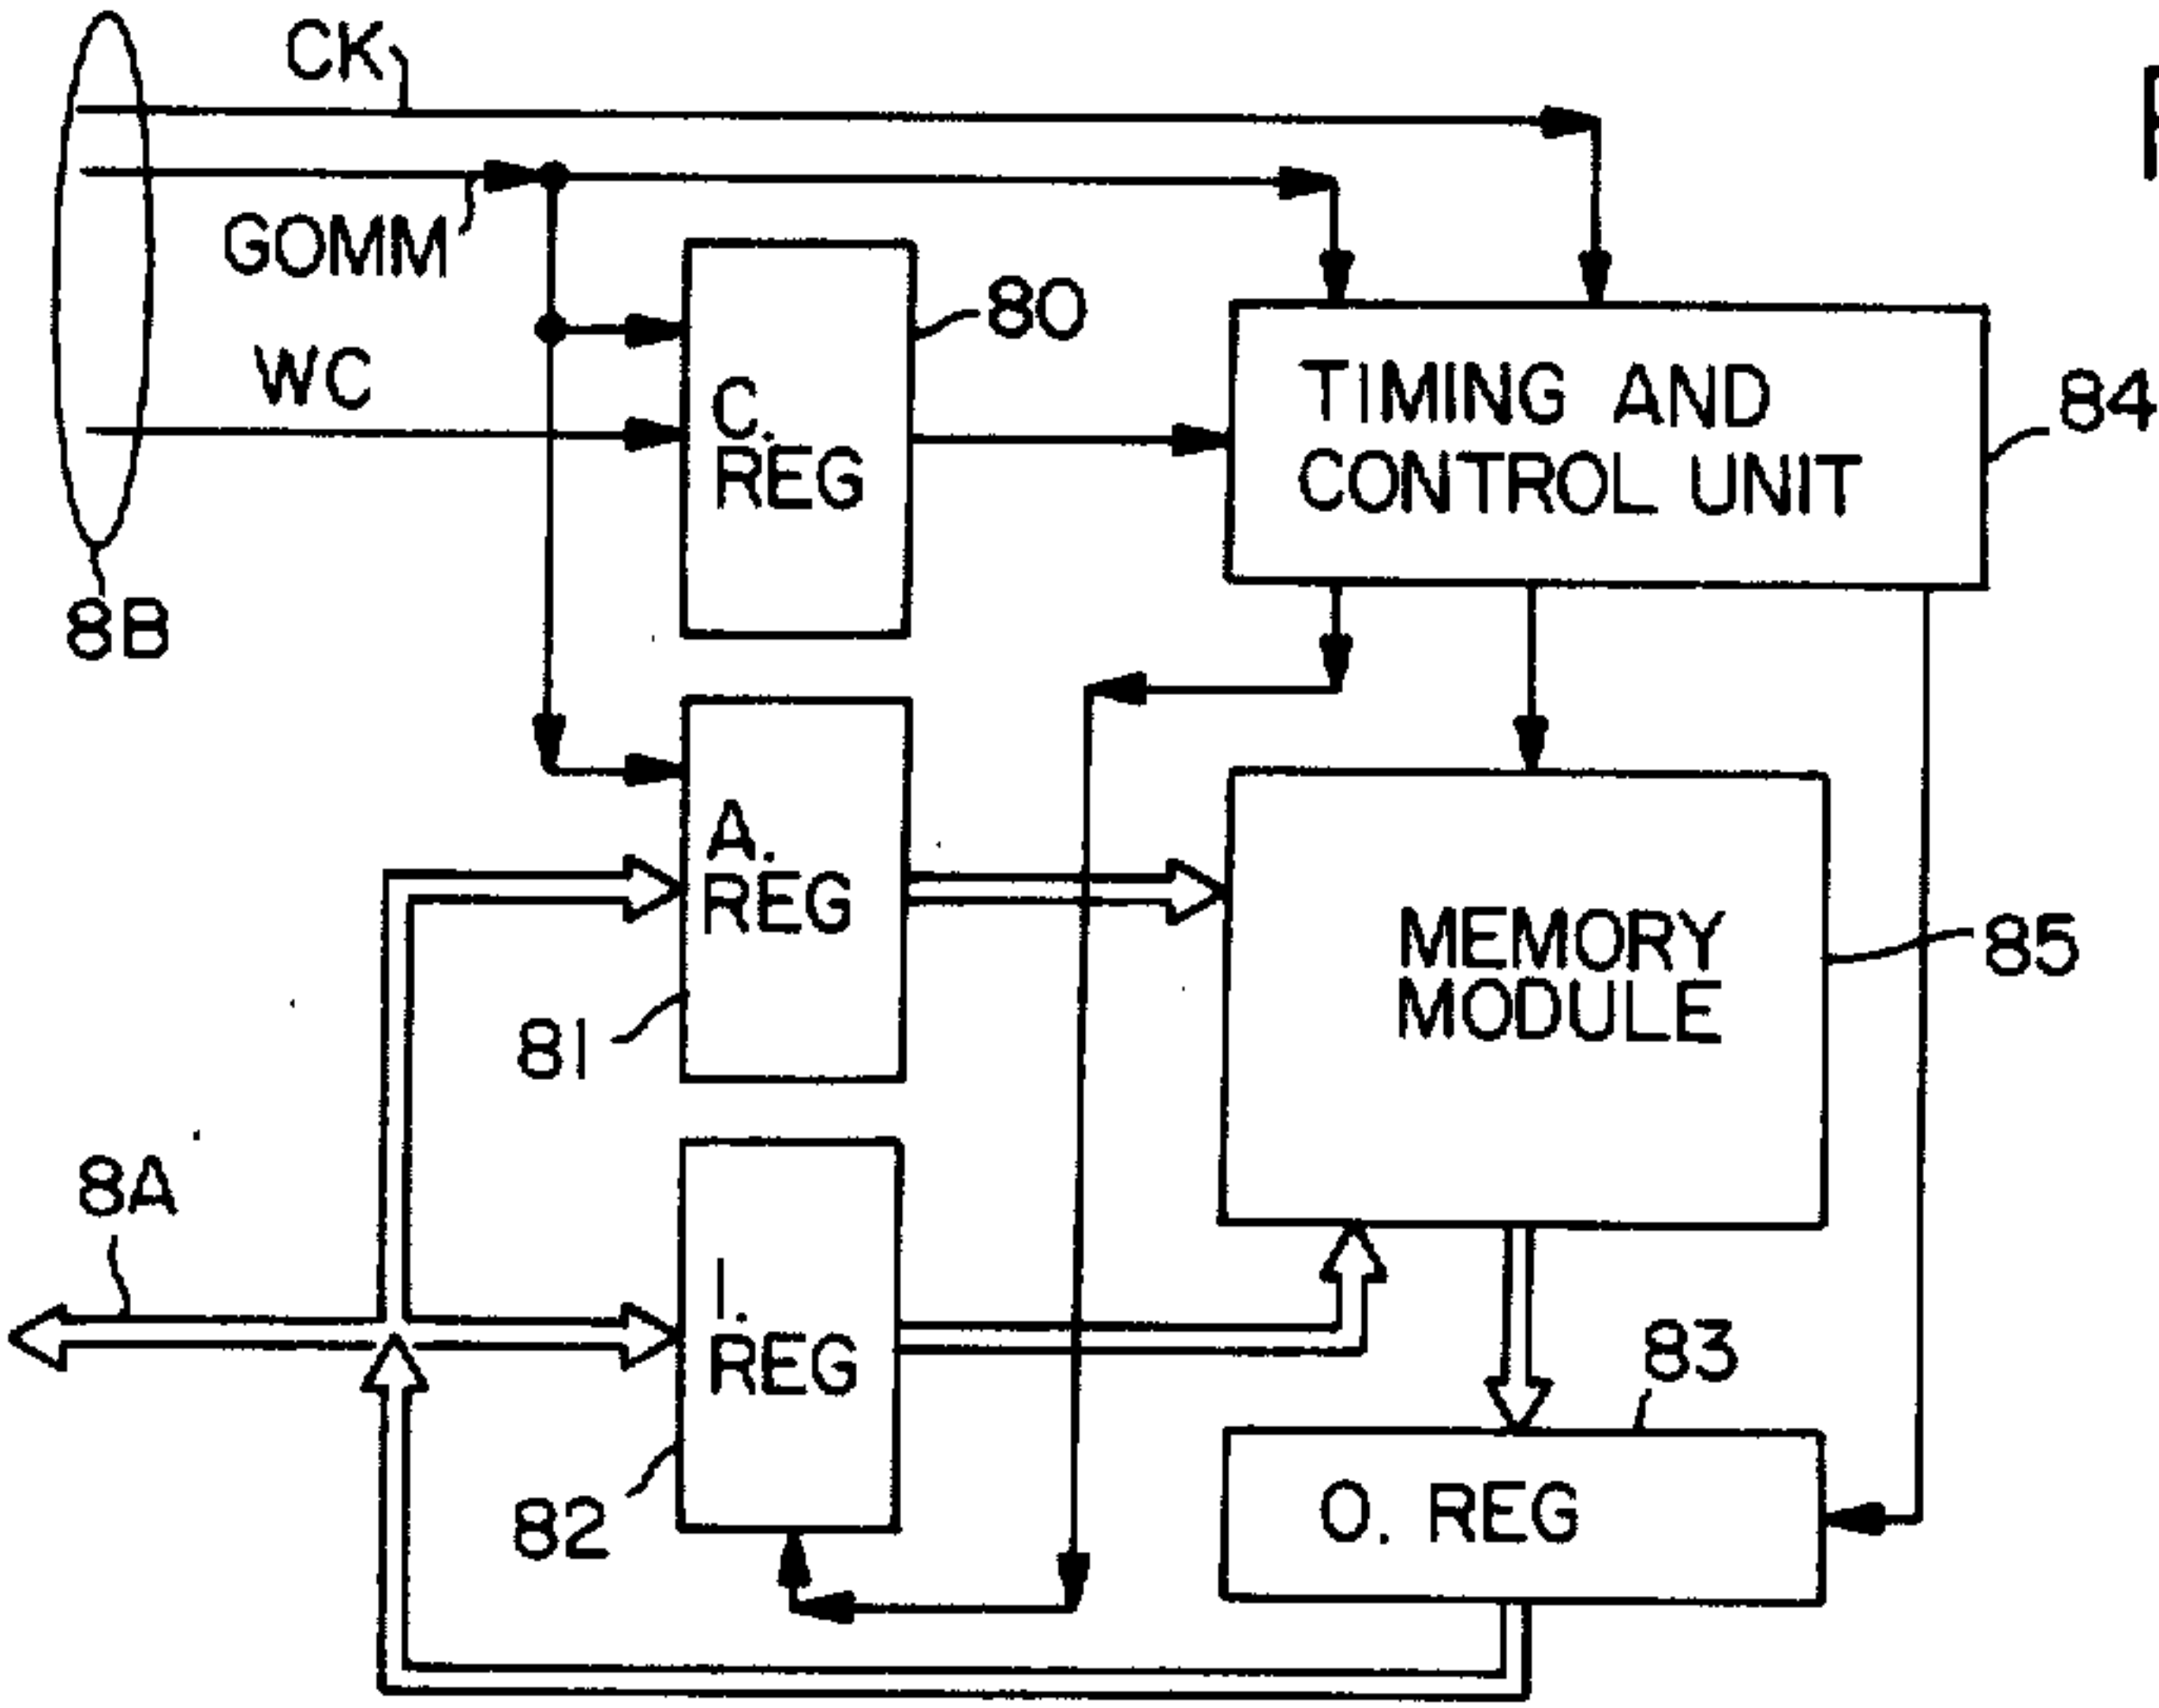 CK
GOMM
80
C.
REG
WC
TIMING AND
CONTROL UNIT
84
8B
A.
REG
81
MEMORY
MODULE
85
8A
I.
REG
82
83
O. REG